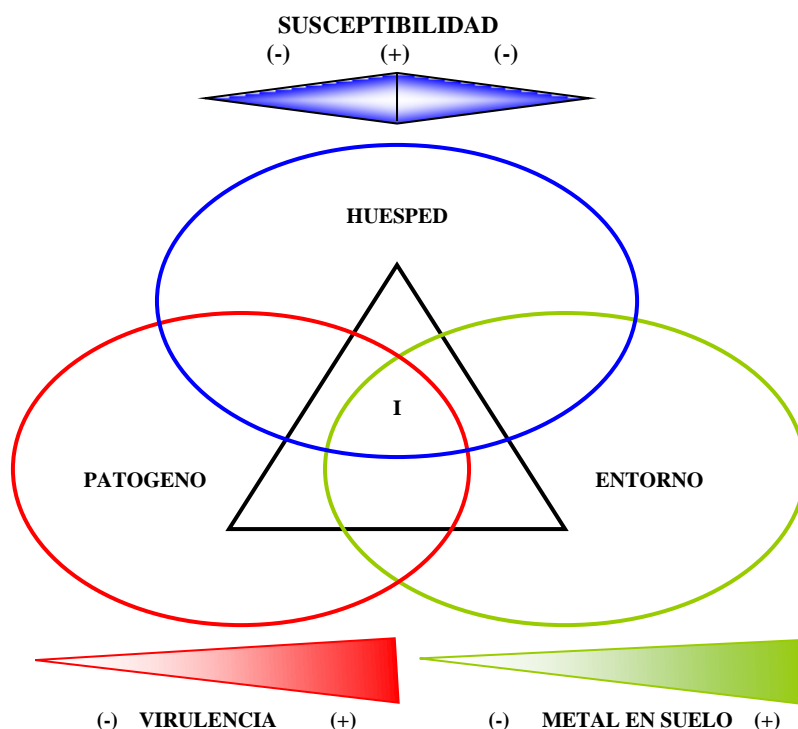 SUSCEPTIBILIDAD
(-) (+) (-)
HUESPED
I
PATOGENO ENTORNO
(-) VIRULENCIA (+) (-) METAL EN SUELO (+)